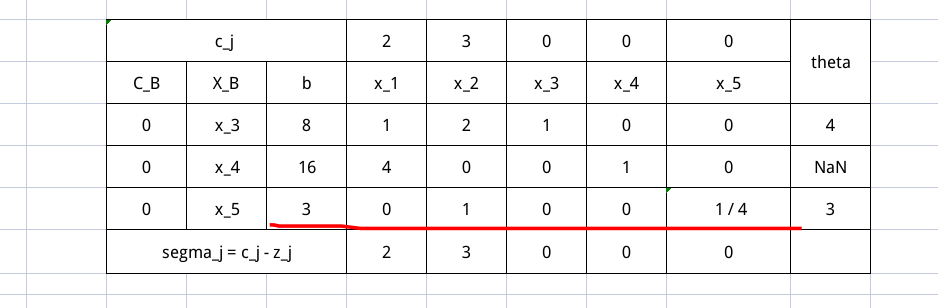 c_j 2 3 0 0 0 theta
C_B X_B b x_1 x_2 x_3 x_4 x_5
0 x_3 8 1 2 1 0 0 4
0 x_4 16 4 0 0 1 0 NaN
0 x_5 3 0 1 0 0 1 / 4 3
segma_j = c_j - z_j 2 3 0 0 0